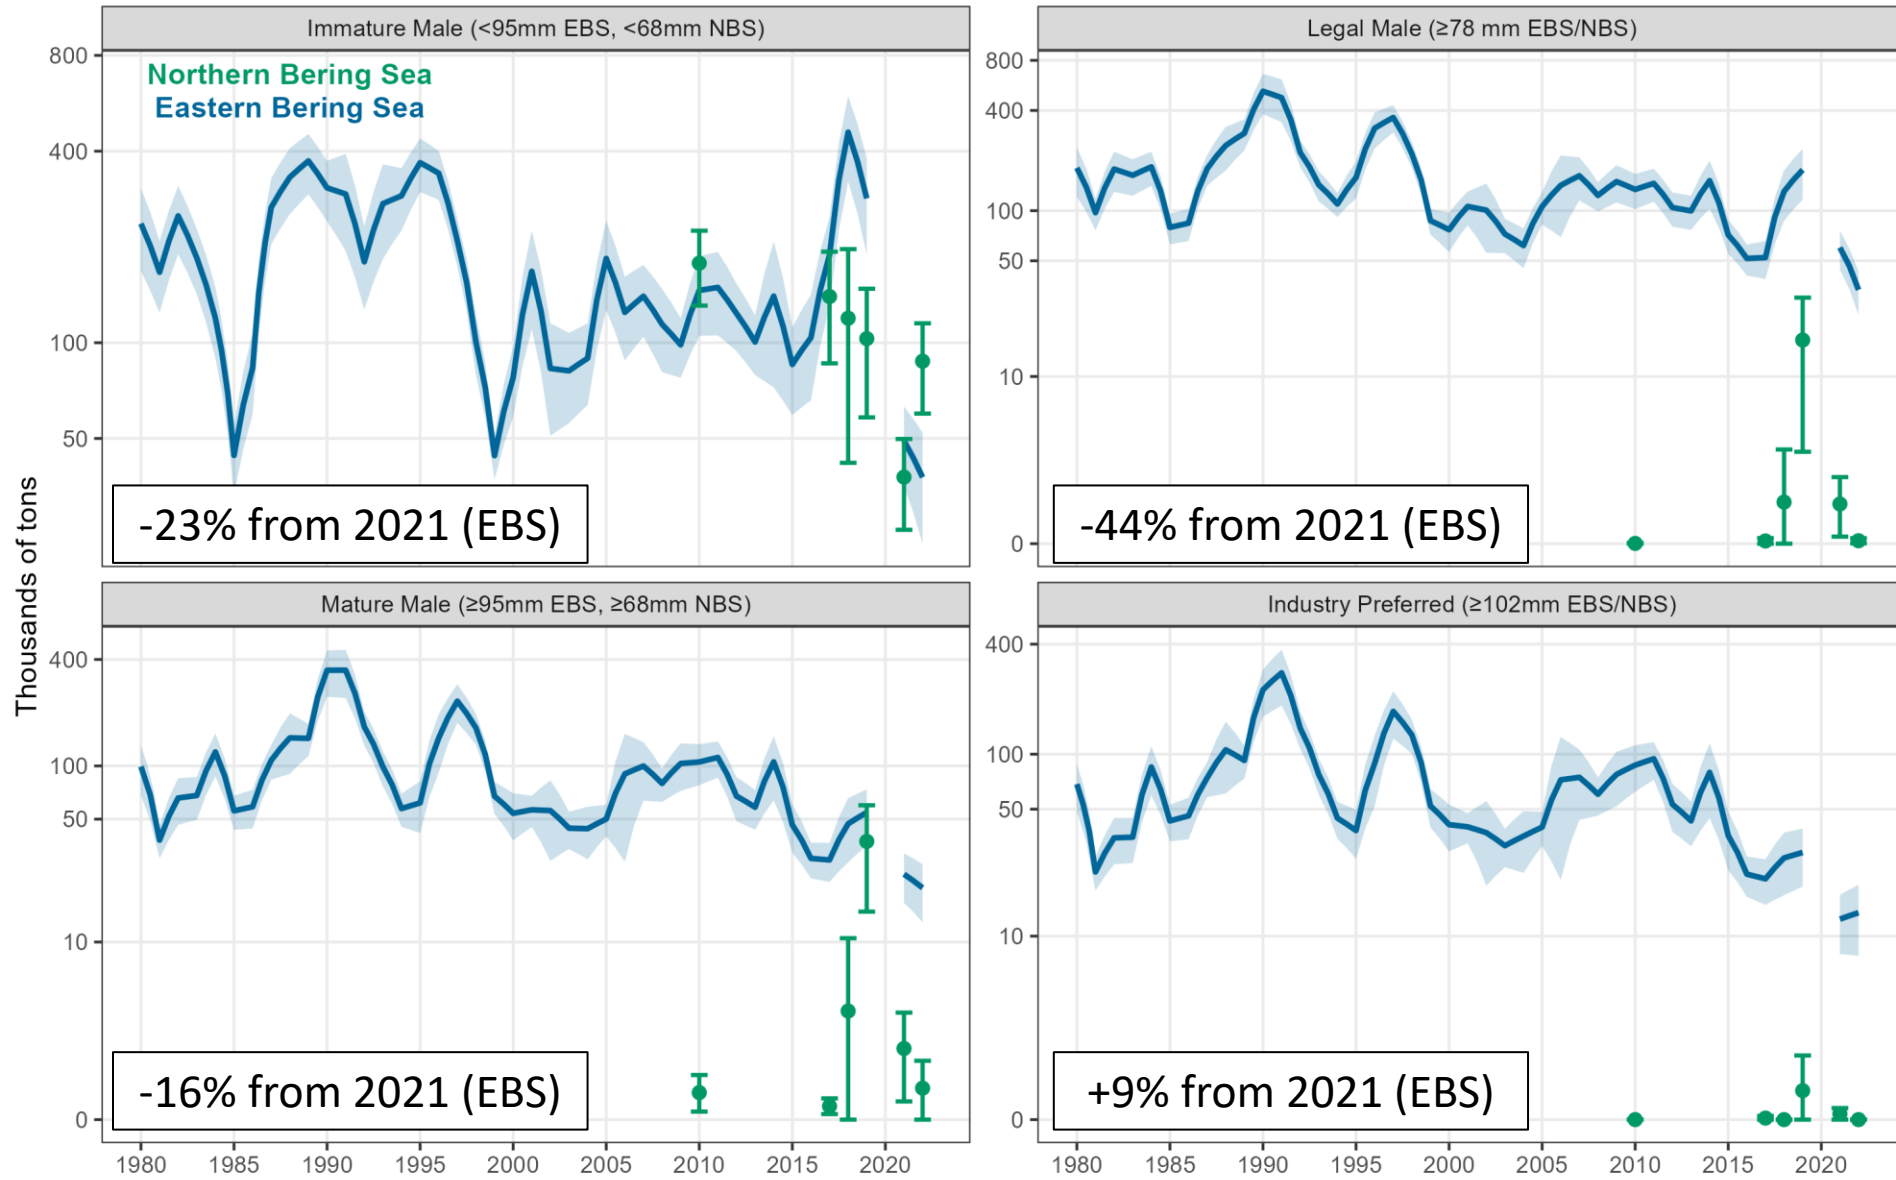 Immature Male (<95mm EBS, <68mm NBS)
Legal Male (≥78 mm EBS/NBS)
Northern Bering Sea
Eastern Bering Sea
800
400
100
50
-23% from 2021 (EBS)
800
400
100
50
10
0
-44% from 2021 (EBS)
Thousands of tons
Mature Male (≥95mm EBS, ≥68mm NBS)
Industry Preferred (≥102mm EBS/NBS)
400
100
50
10
0
-16% from 2021 (EBS)
400
100
50
10
0
+9% from 2021 (EBS)
1980 1985 1990 1995 2000 2005 2010 2015 2020
1980 1985 1990 1995 2000 2005 2010 2015 2020